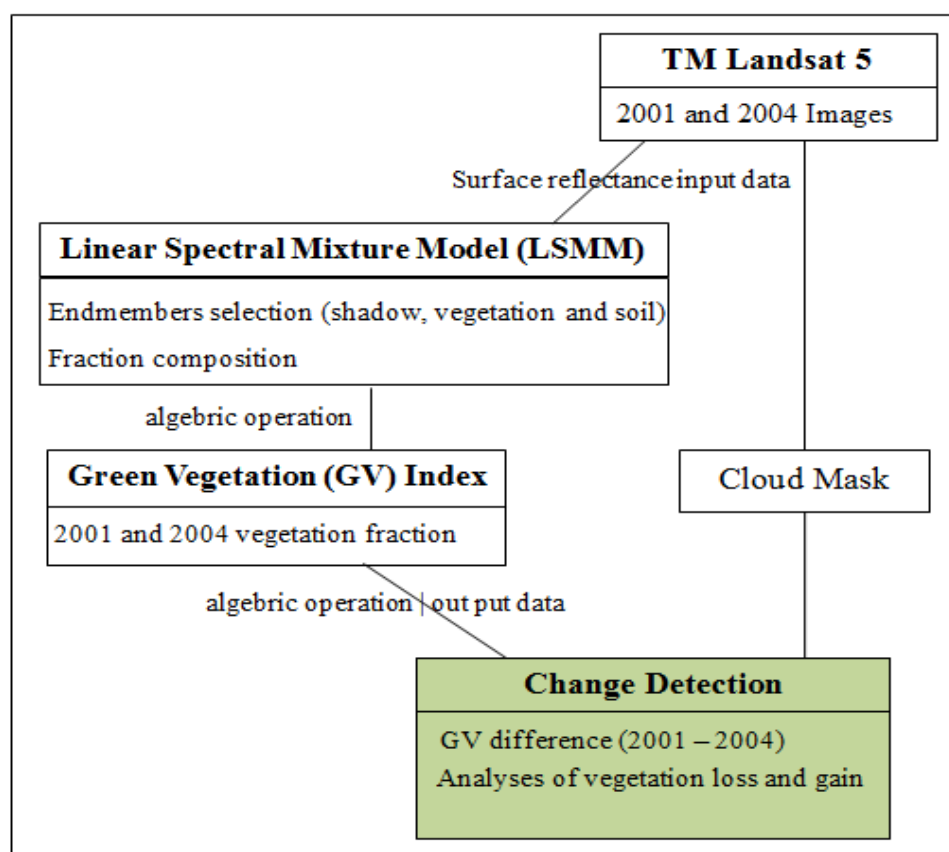 TM Landsat 5
2001 and 2004 Images
Surface reflectance input data
Linear Spectral Mixture Model (LSMM)
Endmembers selection (shadow, vegetation and soil)
Fraction composition
algebric operation
Green Vegetation (GV) Index
2001 and 2004 vegetation fraction
Cloud Mask
algebric operation | out put data
Change Detection
GV difference (2001 – 2004)
Analyses of vegetation loss and gain